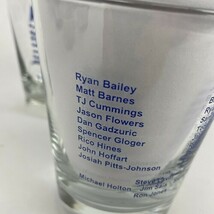 Ryan Bailey
Matt Barnes
TJ Cummings
Jason Flowers
Dan Gadzuric
Spencer Gloger
Rico Hines
John Hoffart
Josiah Pitts-Johnson
Michael Holton